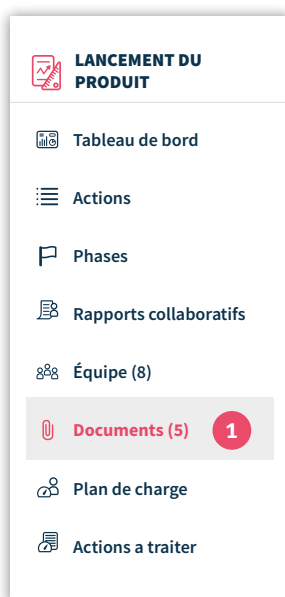 LANCEMENT DU
PRODUIT
Tableau de bord
Actions
Phases
Rapports collaboratifs
Équipe (8)
Documents (5) 1
Plan de charge
Actions a traiter